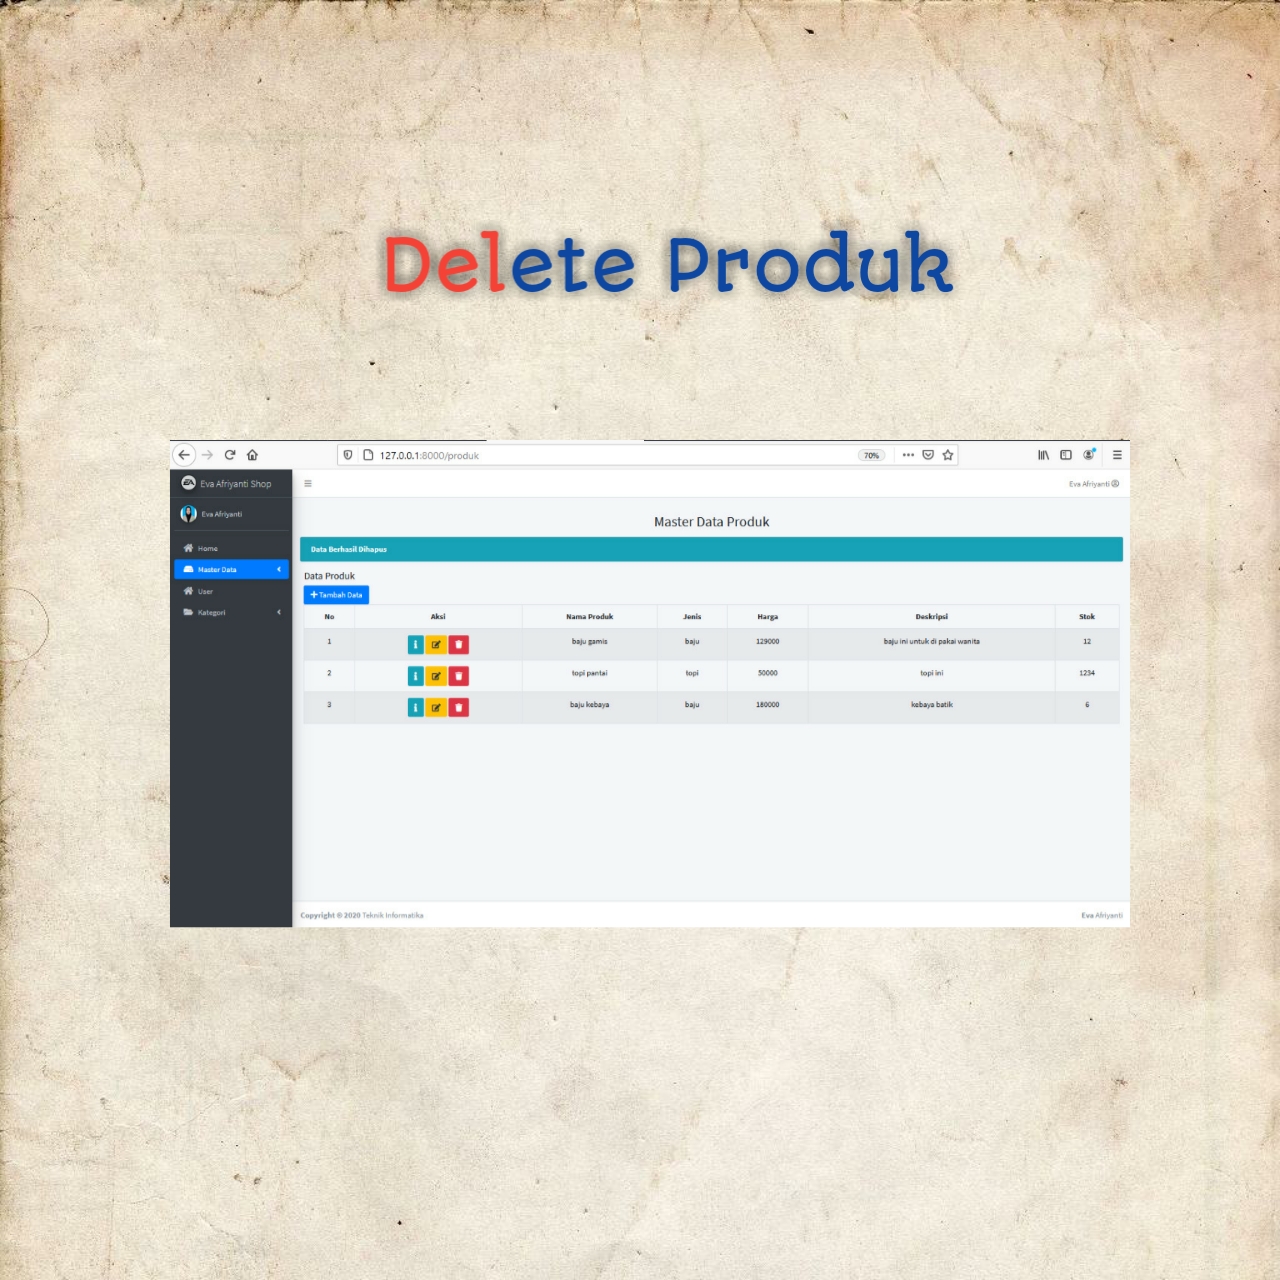 Delete Produk
127.0.0.1:8000/produk
70%
Eva Afriyanti Shop
Eva Afriyanti
Eva Afriyanti
Home
Master Data
User
Kategori
Master Data Produk
Data Berhasil Dihapus
Data Produk
Tambah Data
No Aksi Nama Produk Jenis Harga Deskripsi Stok
1 baju gamis baju 129000 baju ini untuk di pakai wanita 12
2 topi pantai topi 50000 topi ini 1234
3 baju kebaya baju 180000 kebaya batik 6
Copyright © 2020 Teknik Informatika
Eva Afriyanti